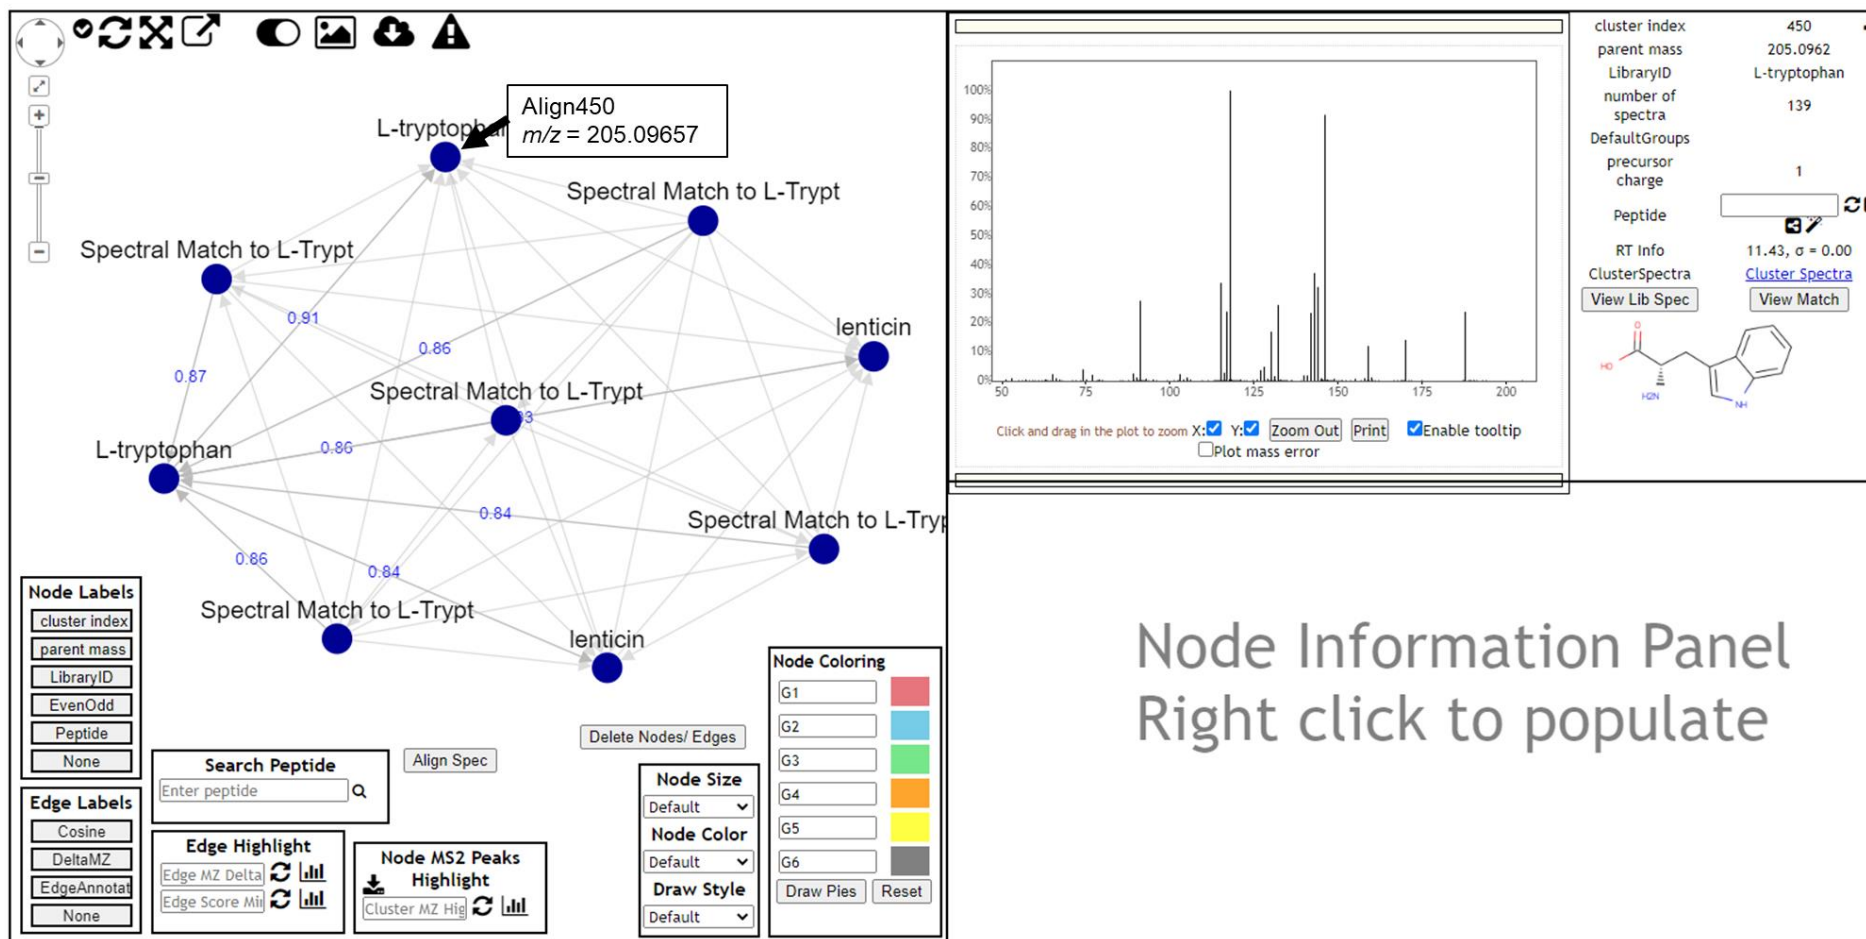 Align450
m/z = 205.09657
L-tryptophan
Spectral Match to L-Trypt
Spectral Match to L-Trypt
lenticin
Spectral Match to L-Trypt
L-tryptophan
Spectral Match to L-Tryp
Spectral Match to L-Trypt
lenticin
0.91
0.86
0.87
0.86
0.84
0.86
0.84
Node Labels
cluster index
parent mass
LibraryID
EvenOdd
Peptide
None
Edge Labels
Cosine
DeltaMZ
EdgeAnnotat
None
Search Peptide
Enter peptide
Align Spec
Edge Highlight
Edge MZ Delta
Edge Score Mi
Node MS2 Peaks
Highlight
Cluster MZ Hig
Delete Nodes/ Edges
Node Size
Default
Node Color
Default
Draw Style
Default
Node Coloring
G1
G2
G3
G4
G5
G6
Draw Pies Reset
100%
90%
80%
70%
60%
50%
40%
30%
20%
10%
0%
50 75 100 125 150 175 200
Click and drag in the plot to zoom X: Y: Zoom Out Print Enable tooltip
Plot mass error
cluster index 450
parent mass 205.0962
LibraryID L-tryptophan
number of
spectra 139
DefaultGroups
precursor
charge 1
Peptide
RT Info 11.43, σ = 0.00
ClusterSpectra Cluster Spectra
View Lib Spec View Match
O
HO
H2N
NH
Node Information Panel
Right click to populate